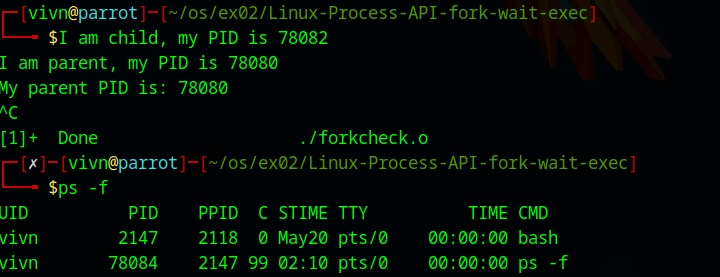 ┌─[vivn@parrot]─[~/os/ex02/Linux-Process-API-fork-wait-exec]
└──╼ $I am child, my PID is 78082
I am parent, my PID is 78080
My parent PID is: 78080
^C
[1]+  Done                    ./forkcheck.o
┌─[✗]─[vivn@parrot]─[~/os/ex02/Linux-Process-API-fork-wait-exec]
└──╼ $ps -f
UID          PID    PPID  C STIME TTY          TIME CMD
vivn        2147    2118  0 May20 pts/0    00:00:00 bash
vivn       78084    2147 99 02:10 pts/0    00:00:00 ps -f